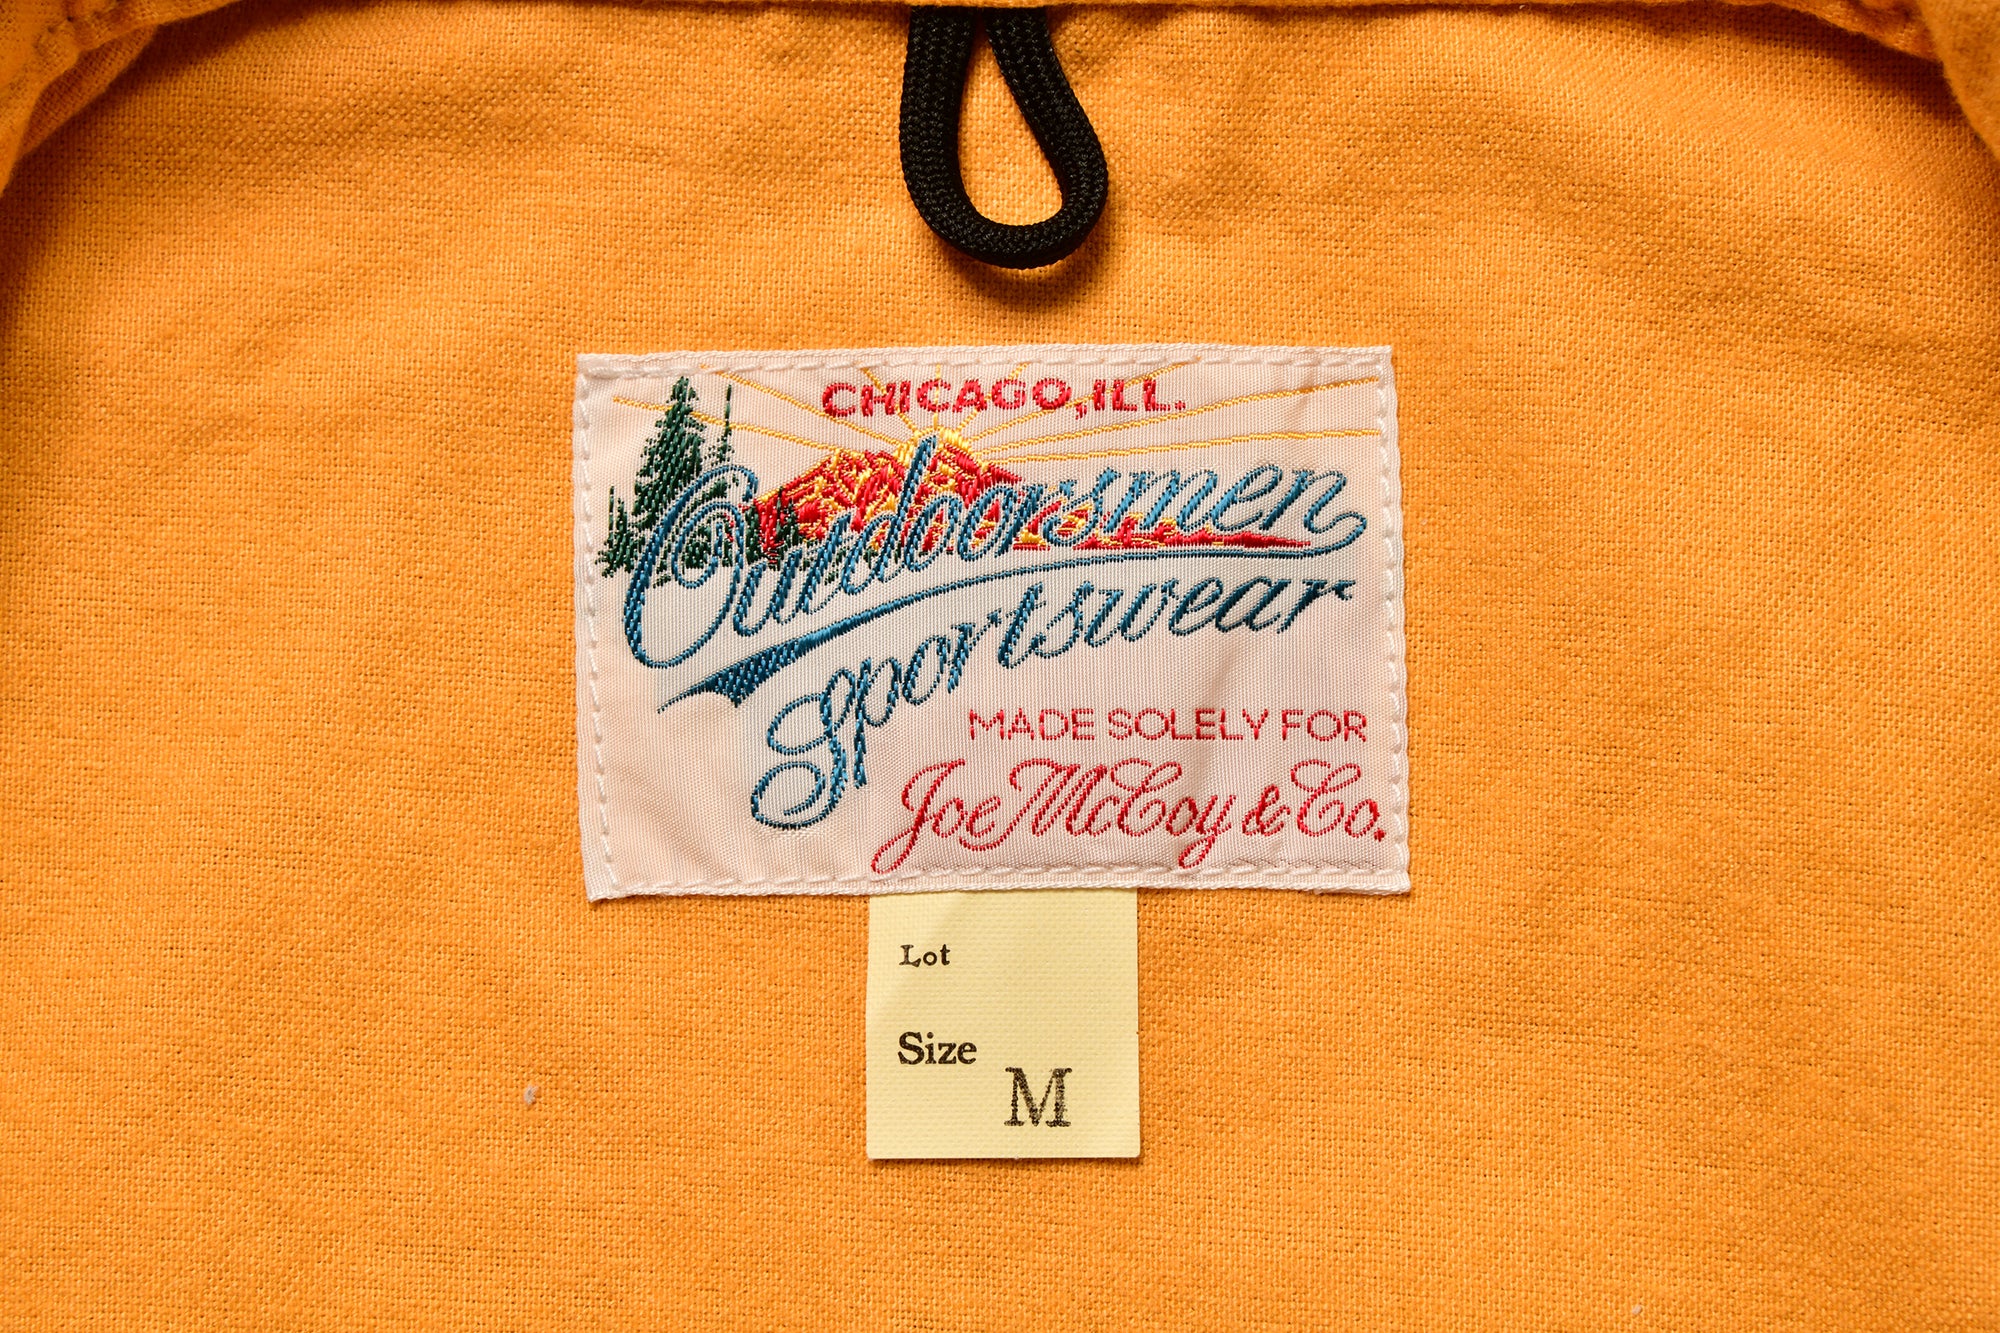 CHICAGO, ILL.
Outdoorsmen
Sportswear
MADE SOLELY FOR
Joe McCoy & Co.
Lot
Size
M